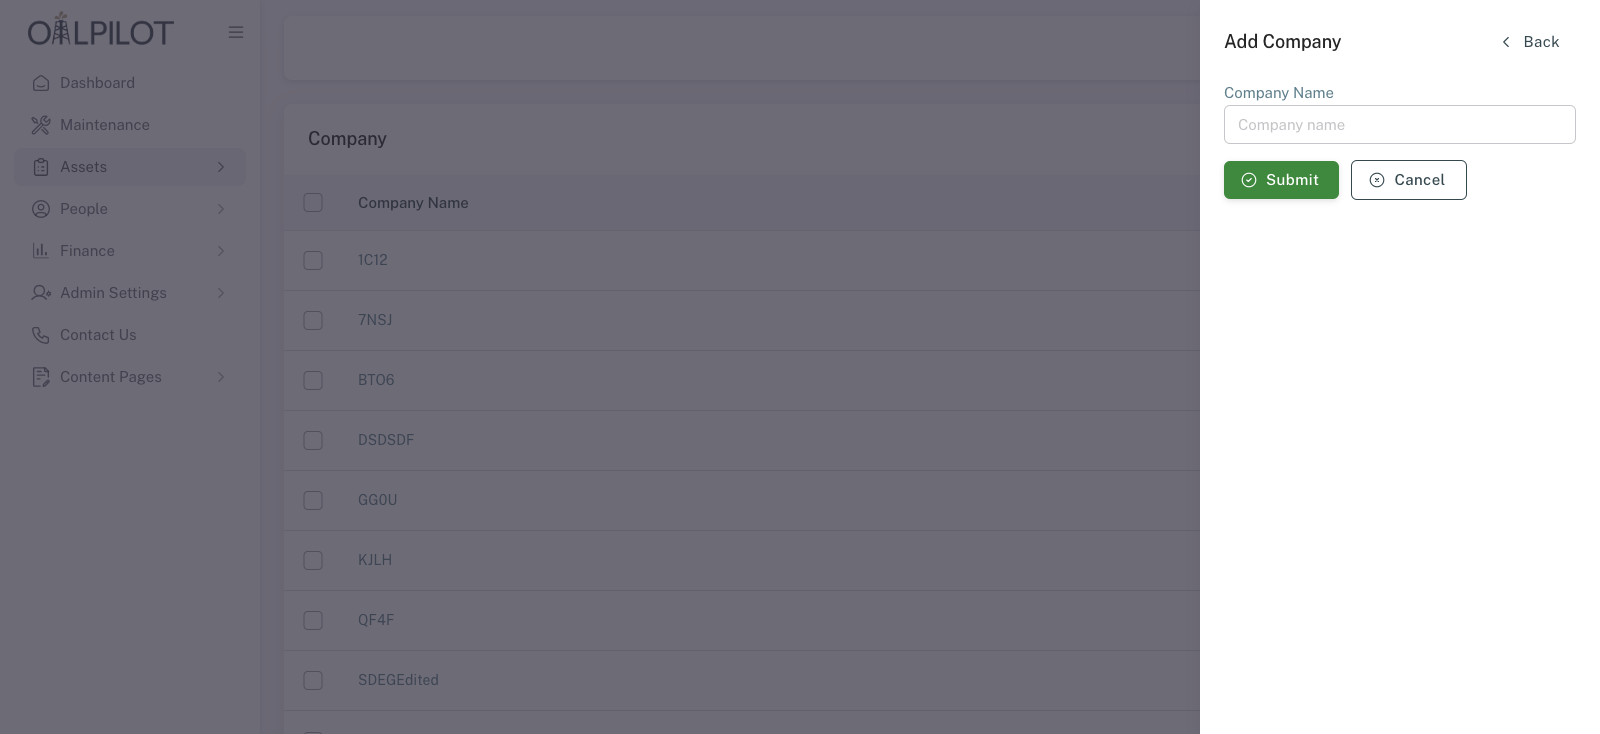 OILPILOT
Dashboard
Maintenance
Assets
People
Finance
Admin Settings
Contact Us
Content Pages
Company
Company Name
1C12
7NSJ
BTO6
DSDSDF
GG0U
KJLH
QF4F
SDEGEdited
Add Company
Back
Company Name
Company name
Submit
Cancel